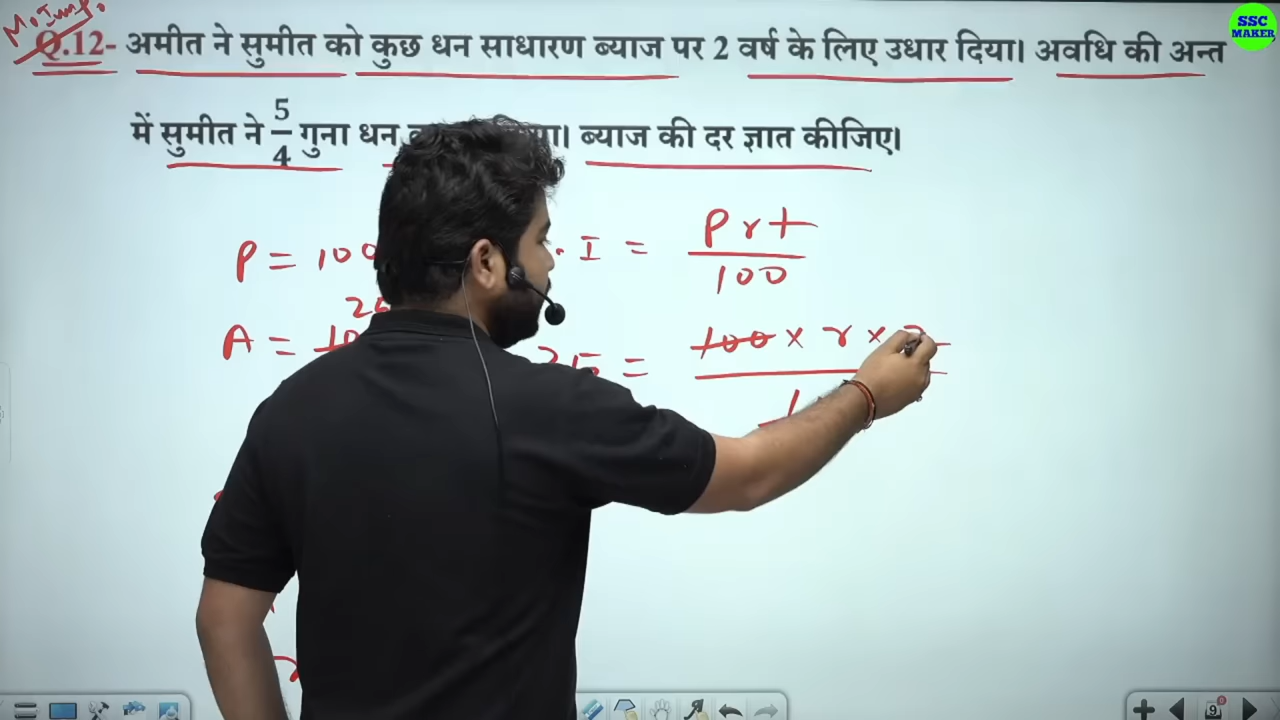 M. Imp.
SSC MAKER
Q.12- अमीत ने सुमीत को कुछ धन साधारण ब्याज पर 2 वर्ष के लिए उधार दिया। अवधि की अन्त
में सुमीत ने 5/4 गुना धन ब्याज की दर ज्ञात कीजिए।
P = 100 . I = P r t / 100
A = 25 = 100 × r ×